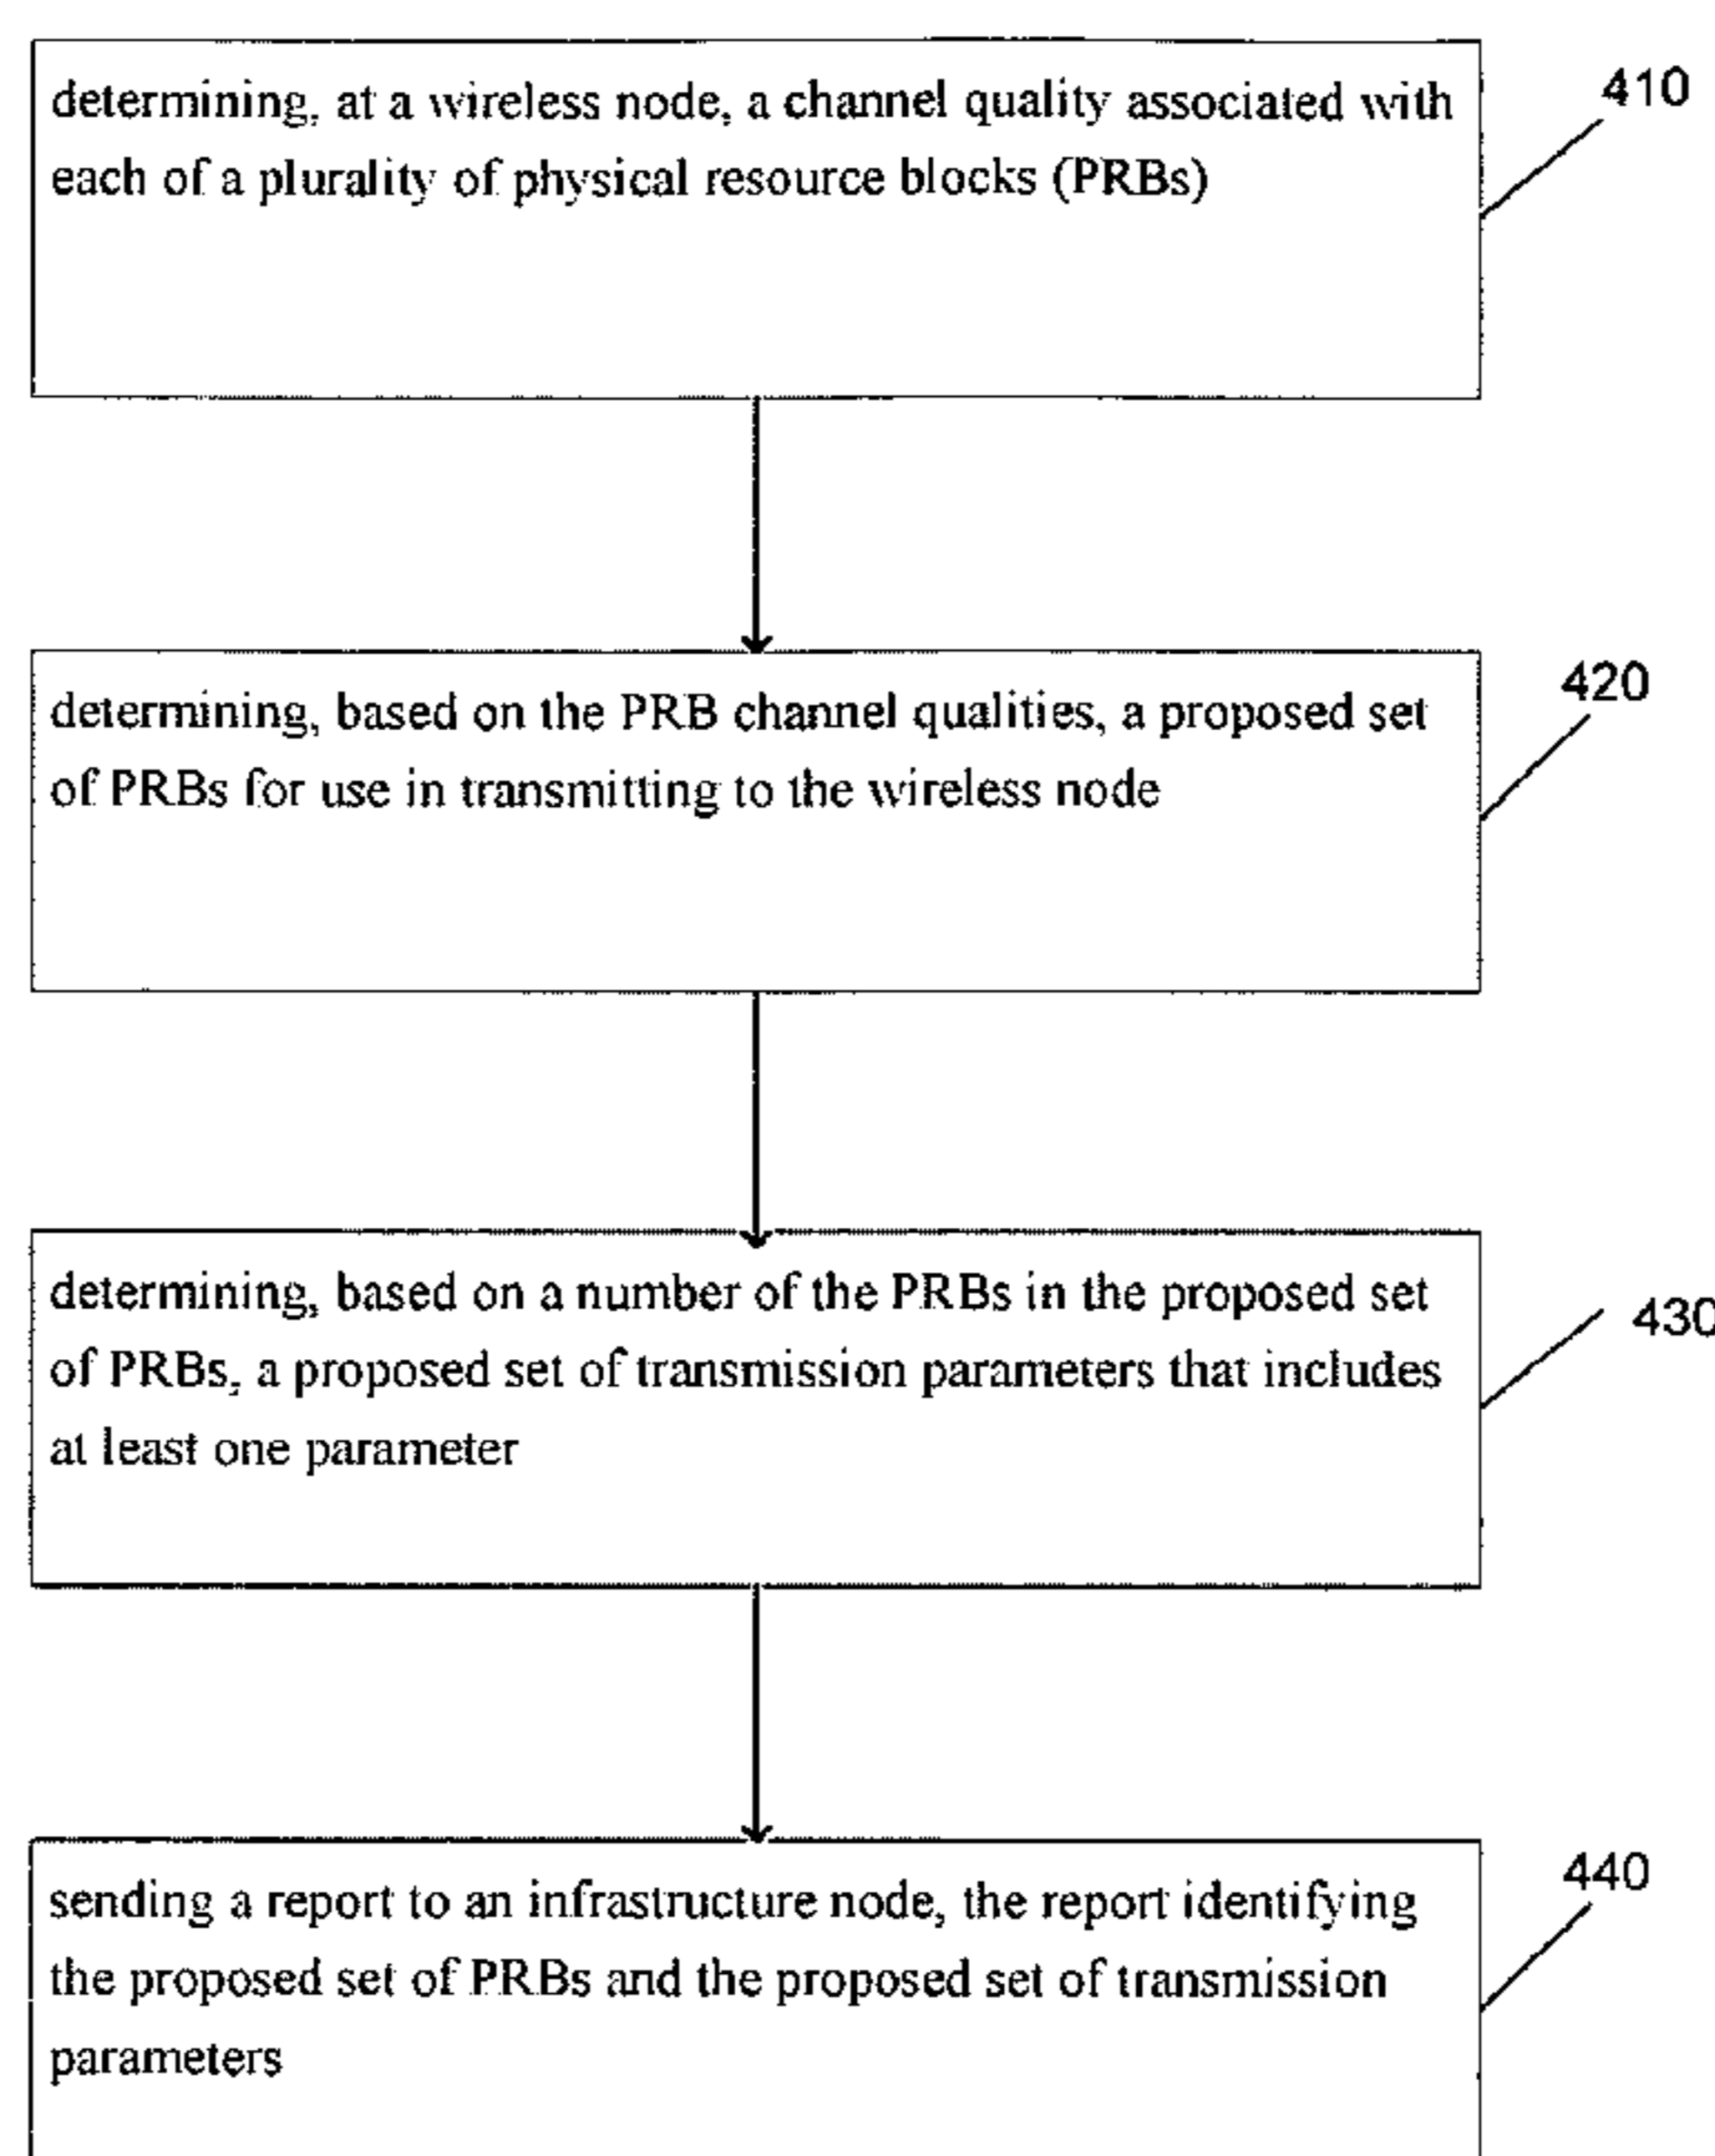 determining, at a wireless node, a channel quality associated with
each of a plurality of physical resource blocks (PRBs)
410
determining, based on the PRB channel qualities, a proposed set
of PRBs for use in transmitting to the wireless node
420
determining, based on a number of the PRBs in the proposed set
of PRBs, a proposed set of transmission parameters that includes
at least one parameter
430
sending a report to an infrastructure node, the report identifying
the proposed set of PRBs and the proposed set of transmission
parameters
440